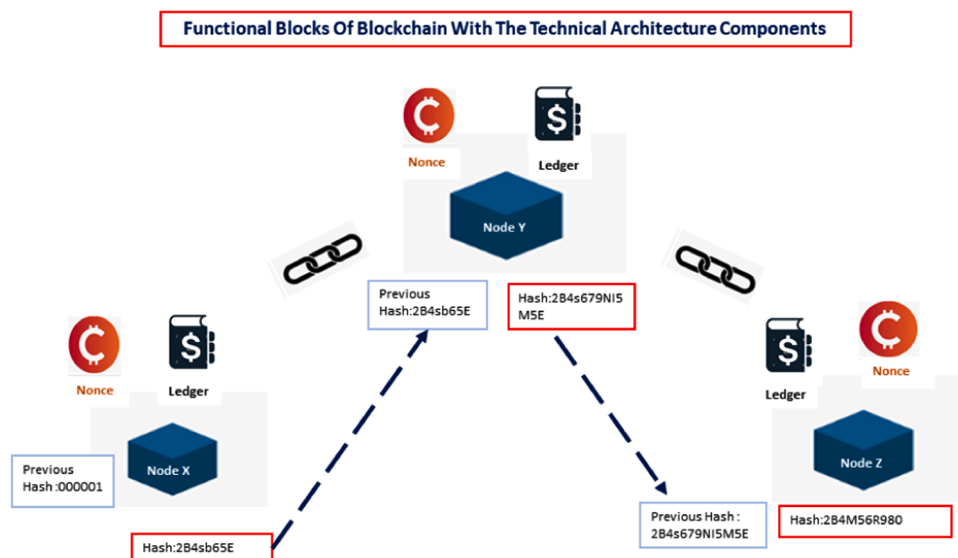 Functional Blocks Of Blockchain With The Technical Architecture Components
Nonce
Ledger
Node Y
Previous
Hash:2B4sb65E
Hash:2B4s679NI5
M5E
Nonce
Ledger
Node X
Previous
Hash :000001
Hash:2B4sb65E
Ledger
Nonce
Node Z
Previous Hash :
2B4s679NI5M5E
Hash:2B4M56R980